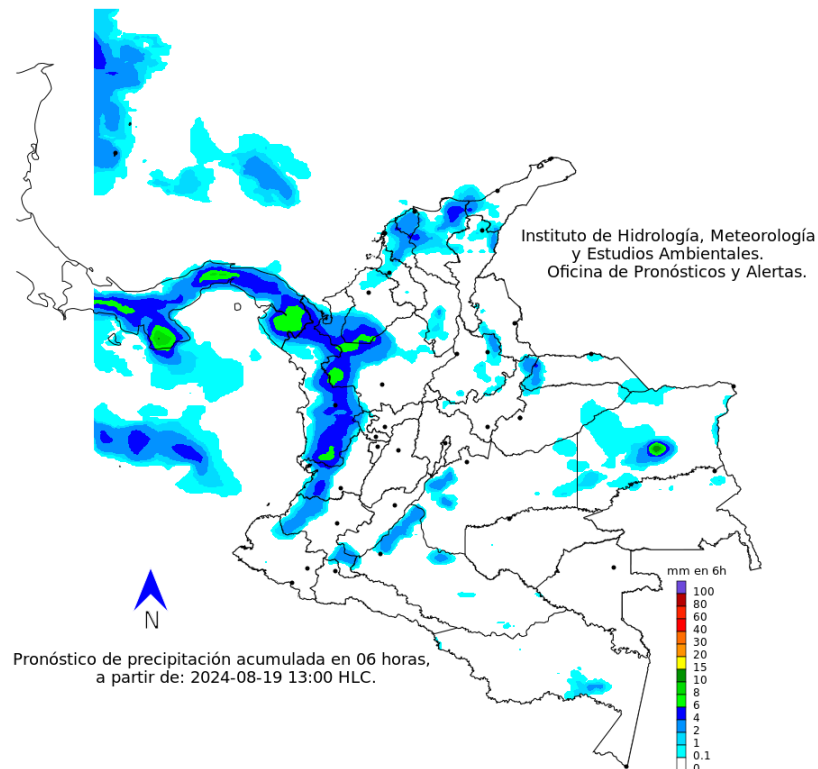 Instituto de Hidrología, Meteorología
y Estudios Ambientales.
Oficina de Pronósticos y Alertas.
N
mm en 6h
100
80
60
40
30
20
15
10
8
6
4
2
1
0.1
0
Pronóstico de precipitación acumulada en 06 horas,
a partir de: 2024-08-19 13:00 HLC.